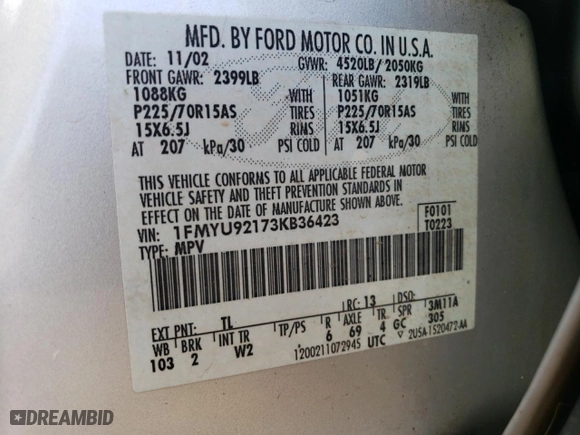 MFD. BY FORD MOTOR CO. IN U.S.A.
DATE: 11/02 GVWR: 4520LB/ 2050KG
FRONT GAWR: 2399LB REAR GAWR: 2319LB
1088KG WITH 1051KG WITH
P225/70R15AS TIRES P225/70R15AS TIRES
15X6.5J RIMS 15X6.5J RIMS
AT 207 kPa/30 PSI COLD AT 207 kPa/30 PSI COLD
THIS VEHICLE CONFORMS TO ALL APPLICABLE FEDERAL MOTOR
VEHICLE SAFETY AND THEFT PREVENTION STANDARDS IN
EFFECT ON THE DATE OF MANUFACTURE SHOWN ABOVE.
VIN: 1FMYU92173KB36423 F0101
TYPE: MPV T0223
EXT PNT: TL RC: 13 DSO: 3M11A
WB BRK INT TR TP/PS R AXLE TR SPR 305
103 2 W2 6 69 4 GC
1200211072945 UTC ▽ 2U5A-1520472-AA
DREAMBID